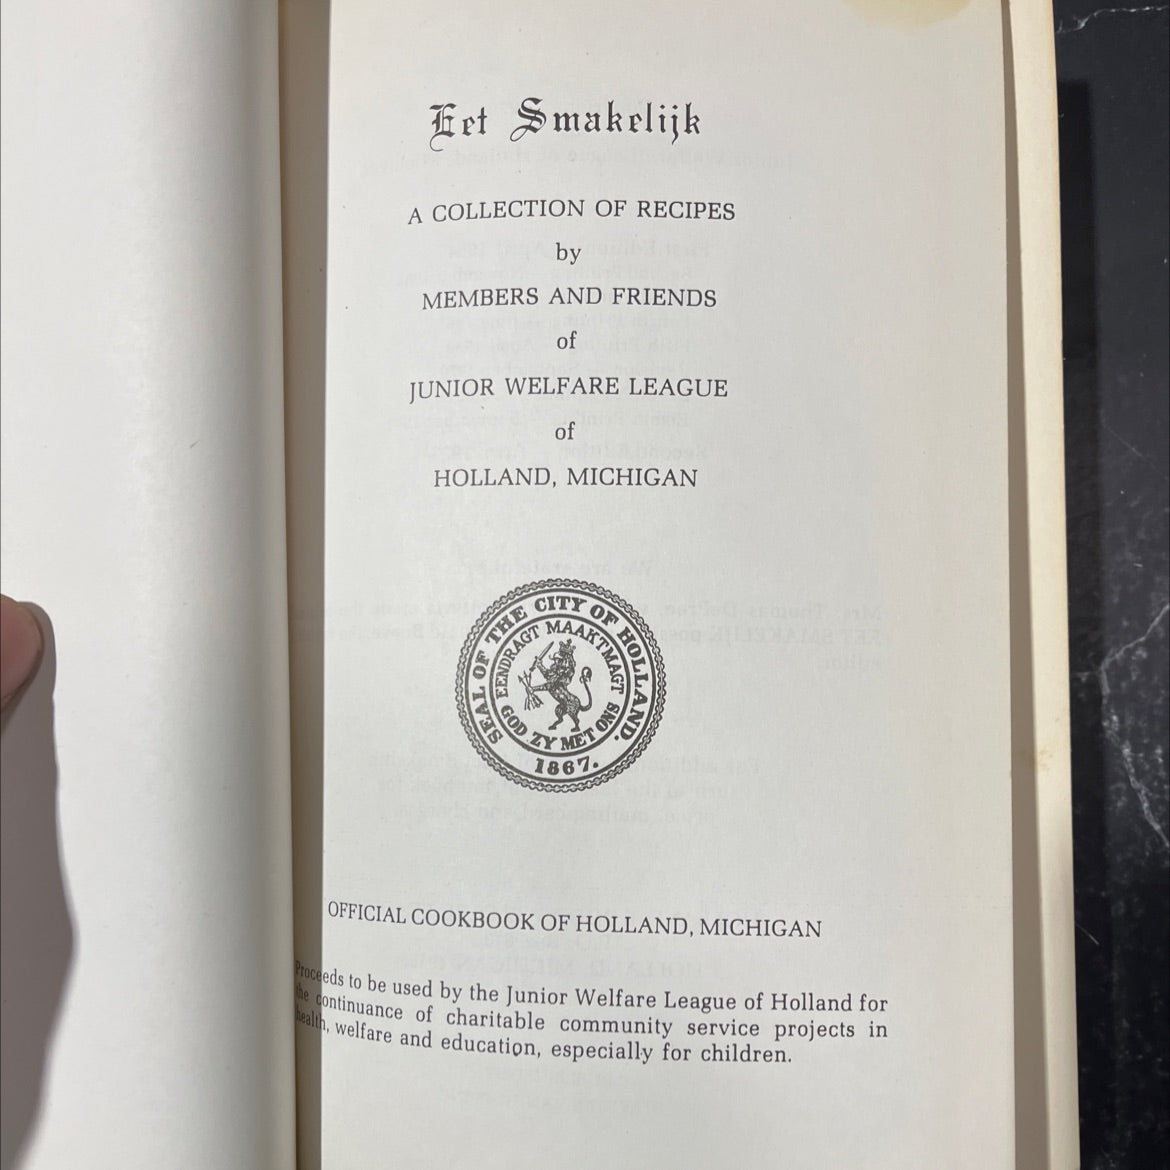 Eet Smakelijk
A COLLECTION OF RECIPES
by
MEMBERS AND FRIENDS
of
JUNIOR WELFARE LEAGUE
of
HOLLAND, MICHIGAN
SEAL OF THE CITY OF HOLLAND.
EENDRAGT MAAKTMAGT
GOD ZY MET ONS
1867.
OFFICIAL COOKBOOK OF HOLLAND, MICHIGAN
Proceeds to be used by the Junior Welfare League of Holland for
the continuance of charitable community service projects in
health, welfare and education, especially for children.